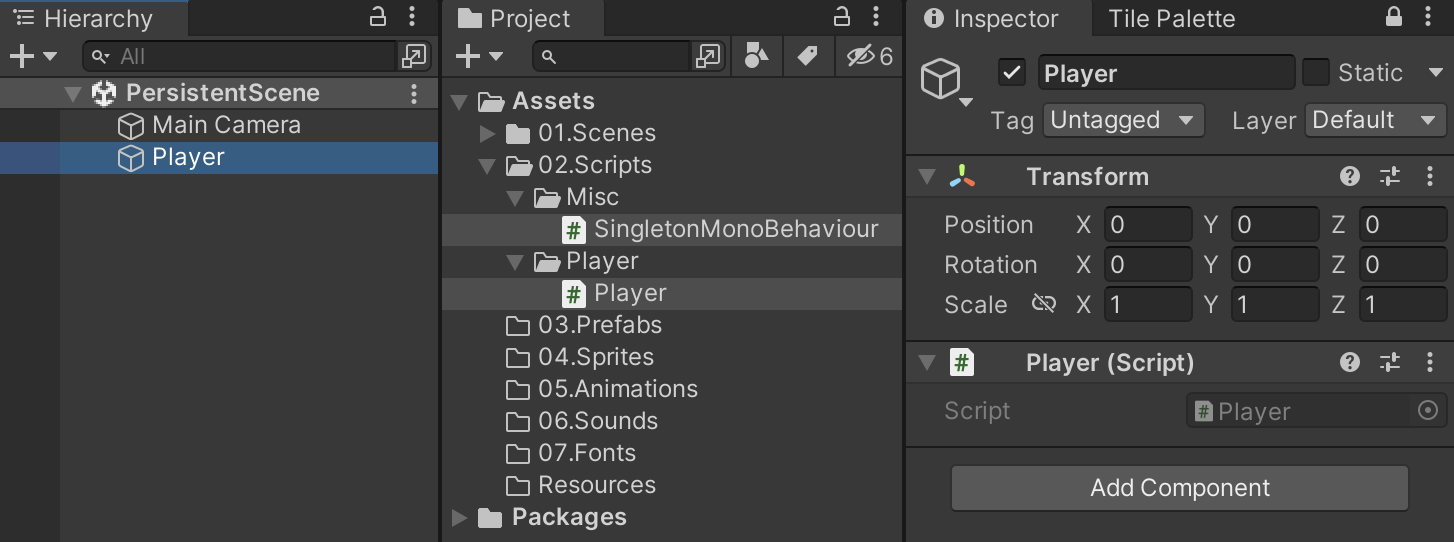 Hierarchy
All
PersistentScene
Main Camera
Player
Project
6
Assets
01.Scenes
02.Scripts
Misc
# SingletonMonoBehaviour
Player
# Player
03.Prefabs
04.Sprites
05.Animations
06.Sounds
07.Fonts
Resources
Packages
Inspector Tile Palette
Player Static
Tag Untagged Layer Default
Transform
Position X 0 Y 0 Z 0
Rotation X 0 Y 0 Z 0
Scale X 1 Y 1 Z 1
# Player (Script)
Script # Player
Add Component